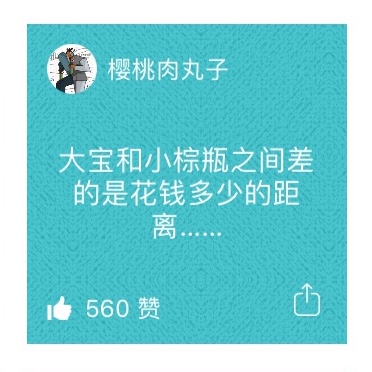 樱桃肉丸子
大宝和小棕瓶之间差
的是花钱多少的距
离……
560 赞